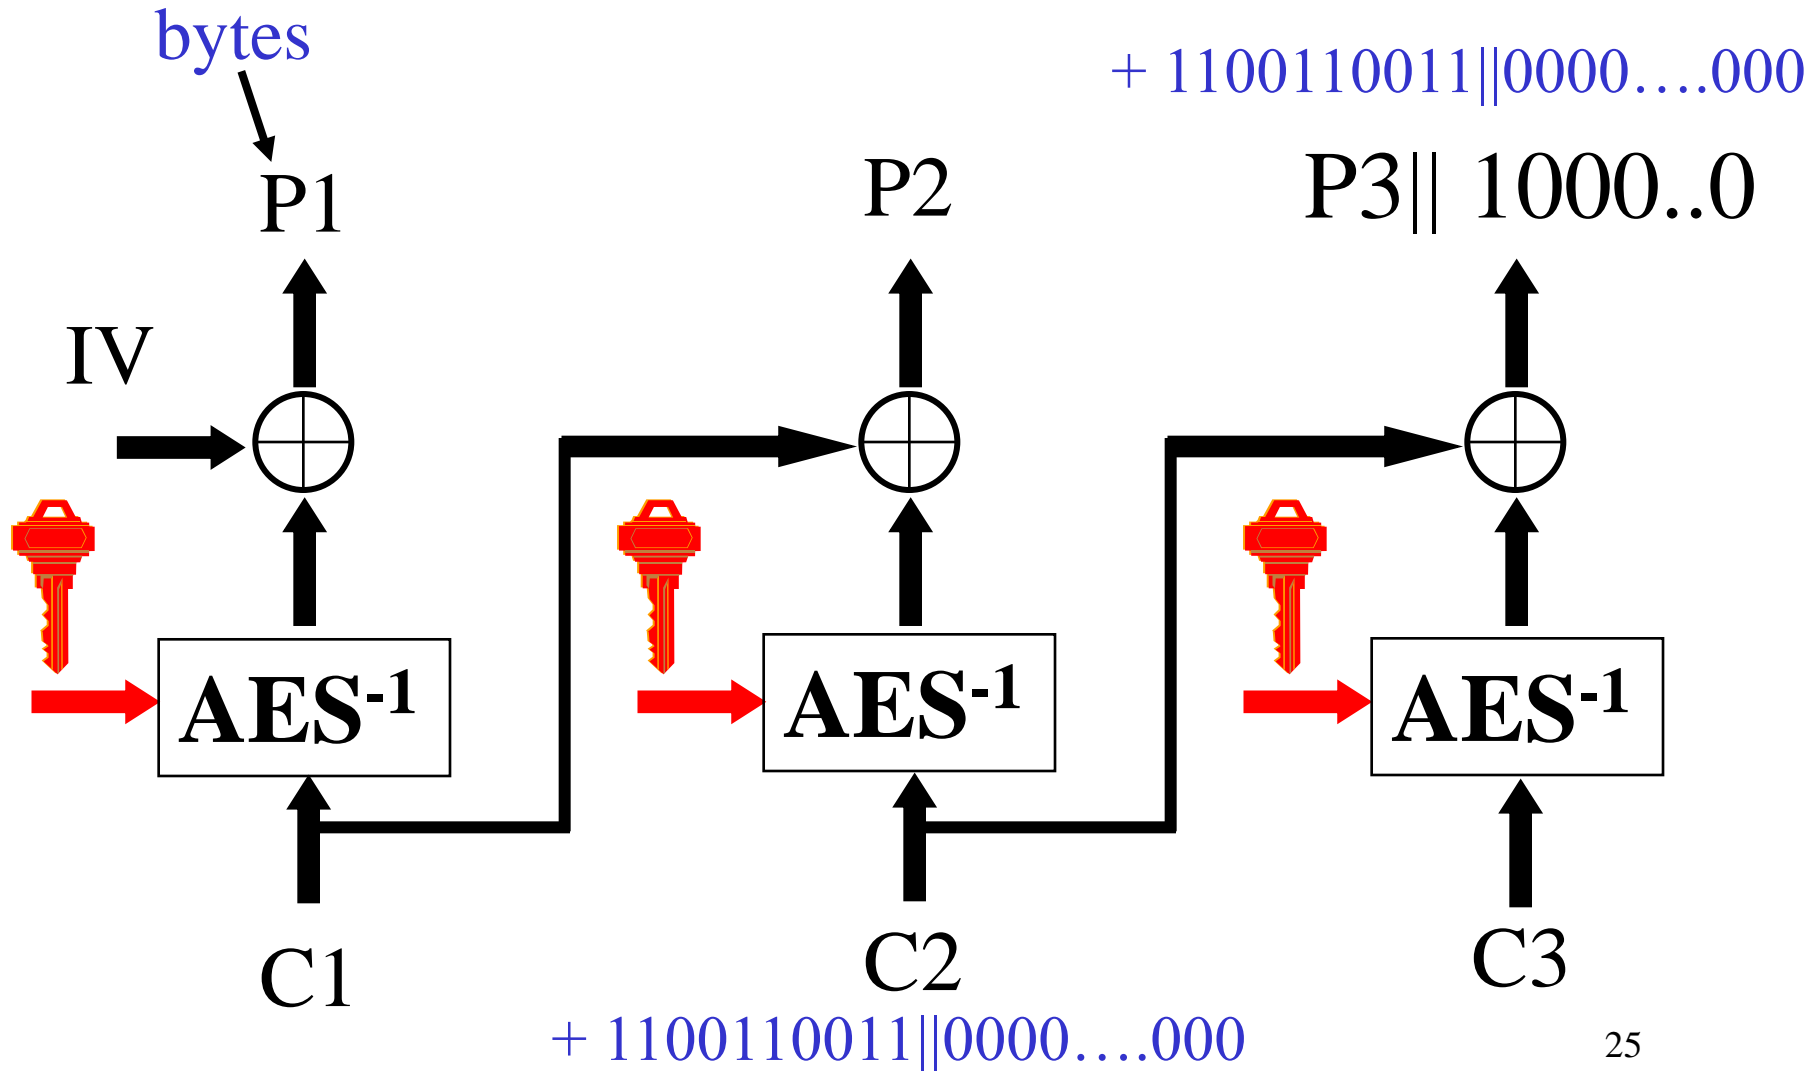 bytes
+ 1100110011||0000....000
P1
P2
P3|| 1000..0
IV
AES-1
AES-1
AES-1
C1
C2
C3
+ 1100110011||0000....000
25